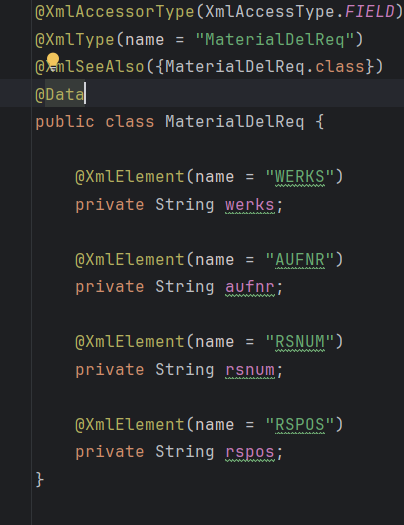 @XmlAccessorType(XmlAccessType.FIELD)
@XmlType(name = "MaterialDelReq")
@XmlSeeAlso({MaterialDelReq.class})
@Data
public class MaterialDelReq {
@XmlElement(name = "WERKS")
private String werks;
@XmlElement(name = "AUFNR")
private String aufnr;
@XmlElement(name = "RSNUM")
private String rsnum;
@XmlElement(name = "RSPOS")
private String rspos;
}